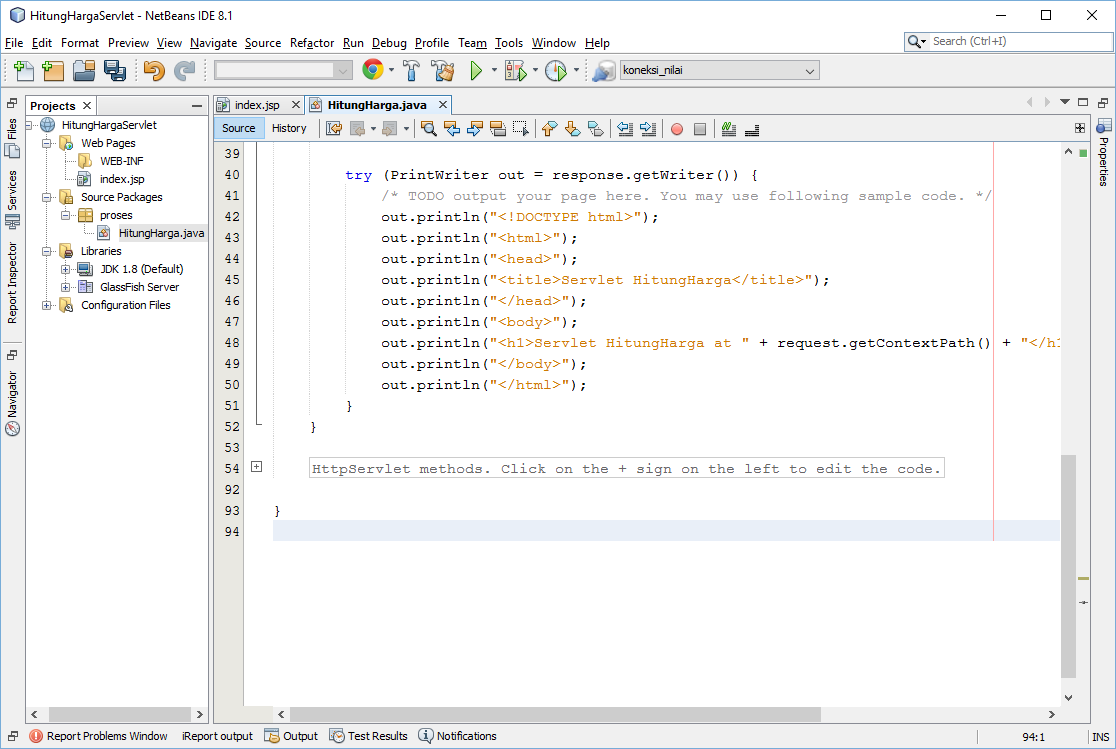 HitungHargaServlet - NetBeans IDE 8.1
File Edit Format Preview View Navigate Source Refactor Run Debug Profile Team Tools Window Help
Search (Ctrl+I)
koneksi_nilai
Files
Services
Report Inspector
Navigator
Projects
HitungHargaServlet
Web Pages
WEB-INF
index.jsp
Source Packages
proses
HitungHarga.java
Libraries
JDK 1.8 (Default)
GlassFish Server
Configuration Files
index.jsp HitungHarga.java
Source History
39
40 try (PrintWriter out = response.getWriter()) {
41 /* TODO output your page here. You may use following sample code. */
42 out.println("<!DOCTYPE html>");
43 out.println("<html>");
44 out.println("<head>");
45 out.println("<title>Servlet HitungHarga</title>");
46 out.println("</head>");
47 out.println("<body>");
48 out.println("<h1>Servlet HitungHarga at " + request.getContextPath() + "</h1
49 out.println("</body>");
50 out.println("</html>");
51 }
52 }
53
54 HttpServlet methods. Click on the + sign on the left to edit the code.
92
93 }
94
Properties
Report Problems Window iReport output Output Test Results Notifications
94:1 INS